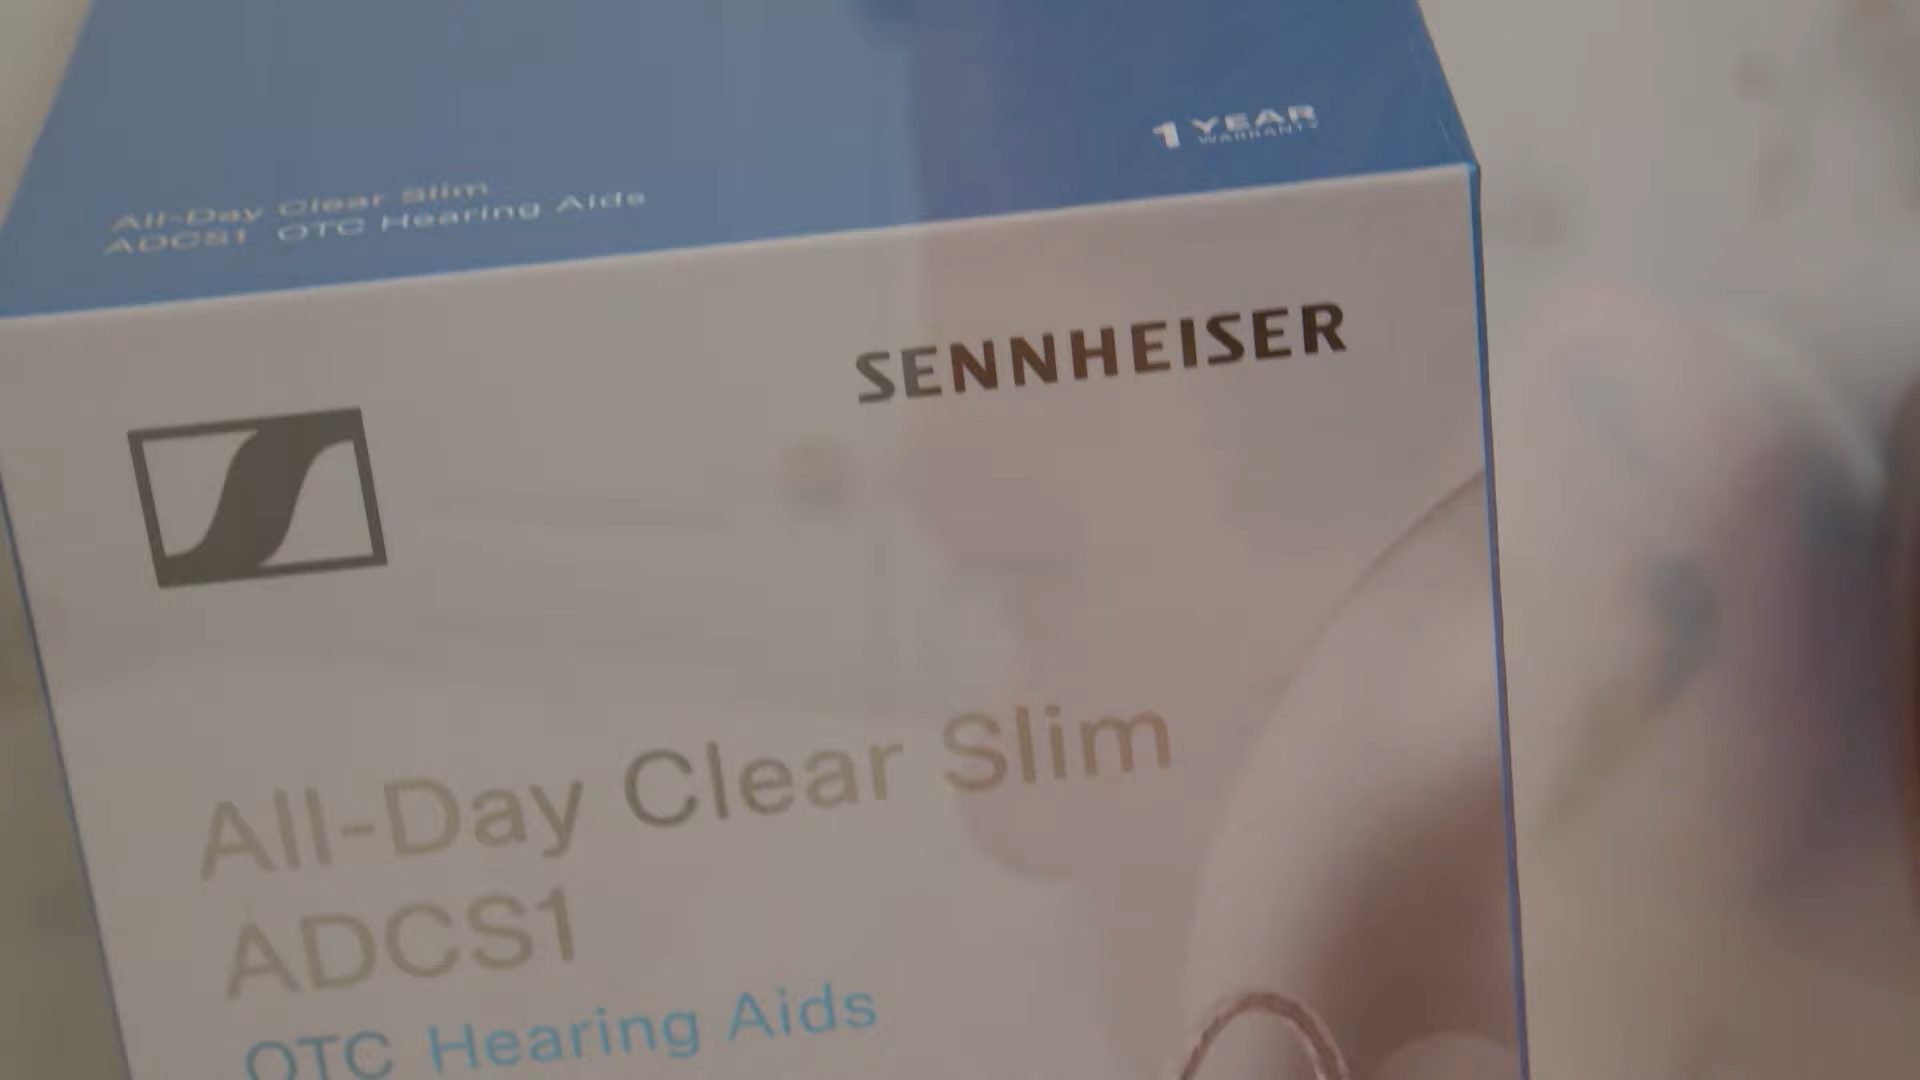 1 YEAR
WARRANTY
All-Day Clear Slim
ADCS1 OTC Hearing Aids
SENNHEISER
All-Day Clear Slim
ADCS1
OTC Hearing Aids